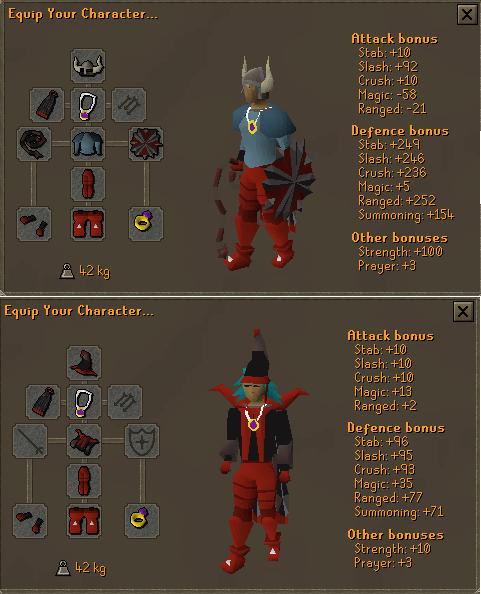 Equip Your Character...
Attack bonus
Stab: +10
Slash: +92
Crush: +10
Magic: -58
Ranged: -21
Defence bonus
Stab: +249
Slash: +246
Crush: +236
Magic: +5
Ranged: +252
Summoning: +154
Other bonuses
Strength: +100
Prayer: +3
42 kg
Equip Your Character...
Attack bonus
Stab: +10
Slash: +10
Crush: +10
Magic: +13
Ranged: +2
Defence bonus
Stab: +96
Slash: +95
Crush: +93
Magic: +35
Ranged: +77
Summoning: +71
Other bonuses
Strength: +10
Prayer: +3
42 kg